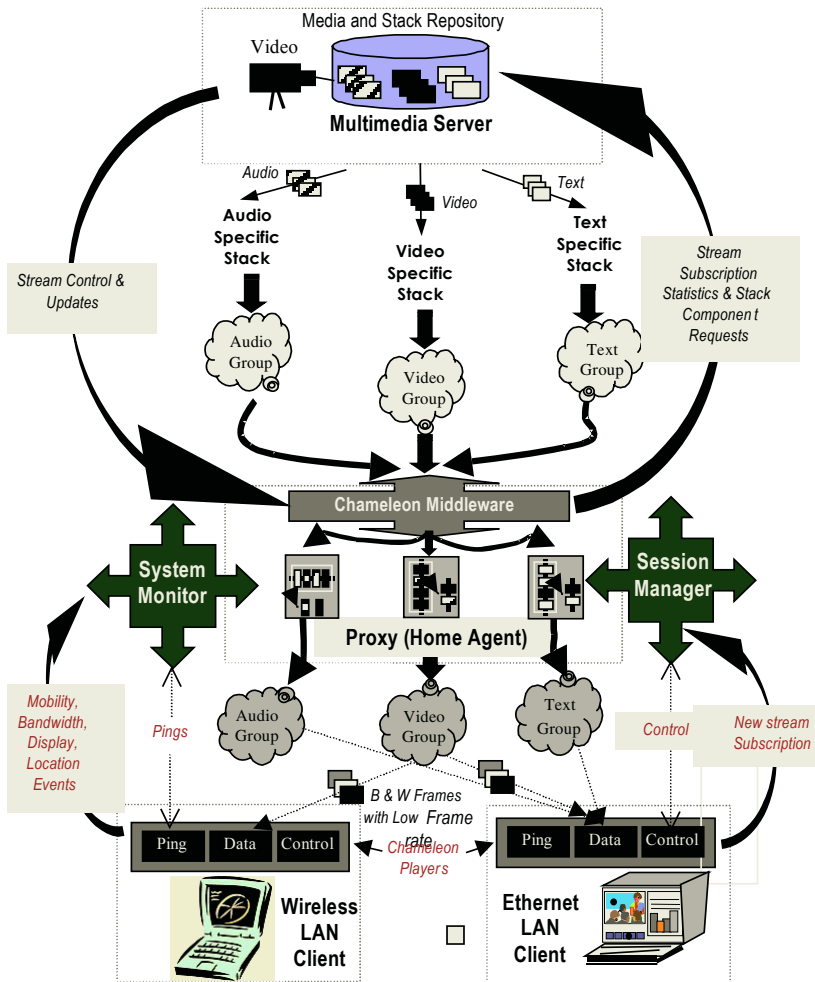 Media and Stack Repository
Video
Multimedia Server
Audio
Video
Text
Audio
Specific
Stack
Video
Specific
Stack
Text
Specific
Stack
Stream Control &
Updates
Stream
Subscription
Statistics & Stack
Component
Requests
Audio
Group
Video
Group
Text
Group
Chameleon Middleware
System
Monitor
Session
Manager
Proxy (Home Agent)
Mobility,
Bandwidth,
Display,
Location
Events
Pings
Audio
Group
Video
Group
Text
Group
Control
New stream
Subscription
B & W Frames
with Low Frame
rate
Chameleon
Players
Ping
Data
Control
Ping
Data
Control
Wireless
LAN
Client
Ethernet
LAN
Client